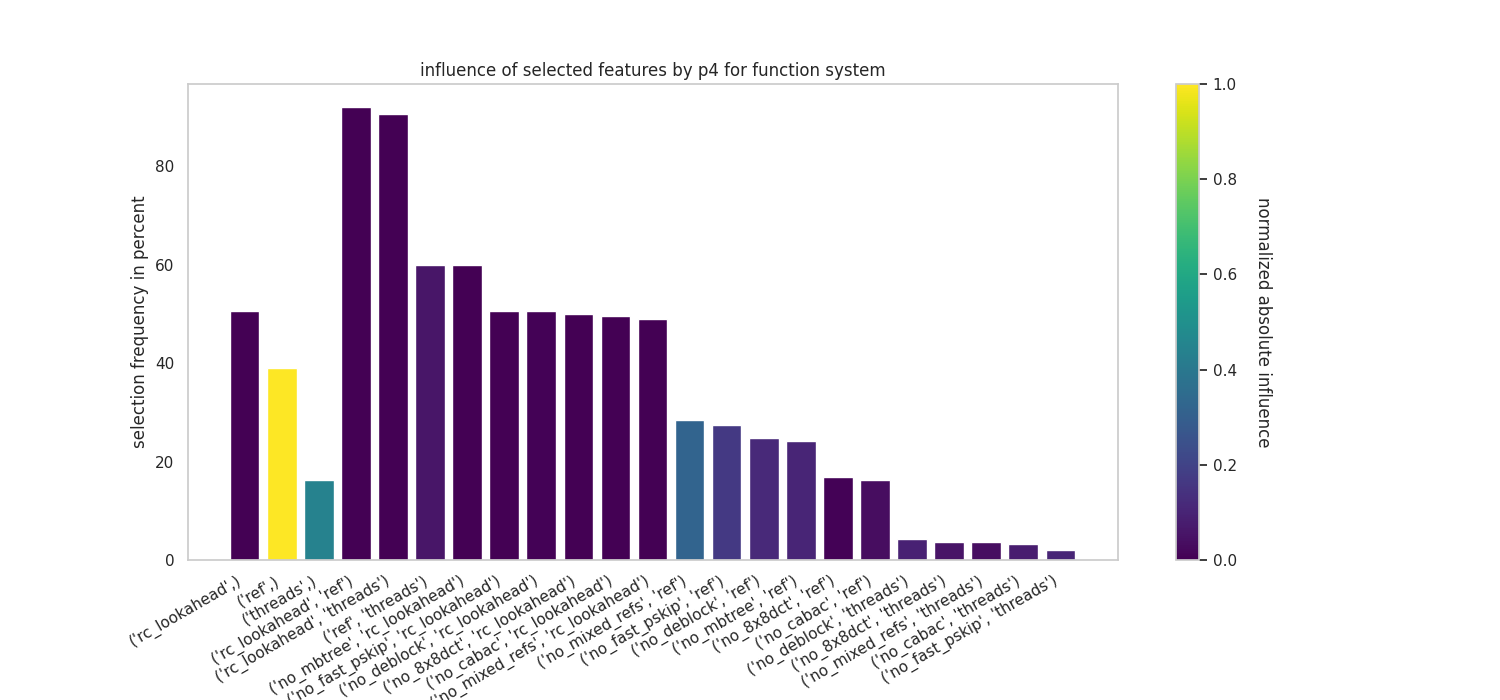 influence of selected features by p4 for function system
selection frequency in percent
80
60
40
20
0
('rc_lookahead',)
('ref',)
('threads',)
('rc_lookahead', 'ref')
('rc_lookahead', 'threads')
('ref', 'threads')
('no_mbtree', 'rc_lookahead')
('no_fast_pskip', 'rc_lookahead')
('no_deblock', 'rc_lookahead')
('no_8x8dct', 'rc_lookahead')
('no_cabac', 'rc_lookahead')
('no_mixed_refs', 'rc_lookahead')
('no_mixed_refs', 'ref')
('no_fast_pskip', 'ref')
('no_deblock', 'ref')
('no_mbtree', 'ref')
('no_8x8dct', 'ref')
('no_cabac', 'ref')
('no_deblock', 'threads')
('no_8x8dct', 'threads')
('no_mixed_refs', 'threads')
('no_cabac', 'threads')
('no_fast_pskip', 'threads')
1.0
0.8
0.6
0.4
0.2
0.0
normalized absolute influence